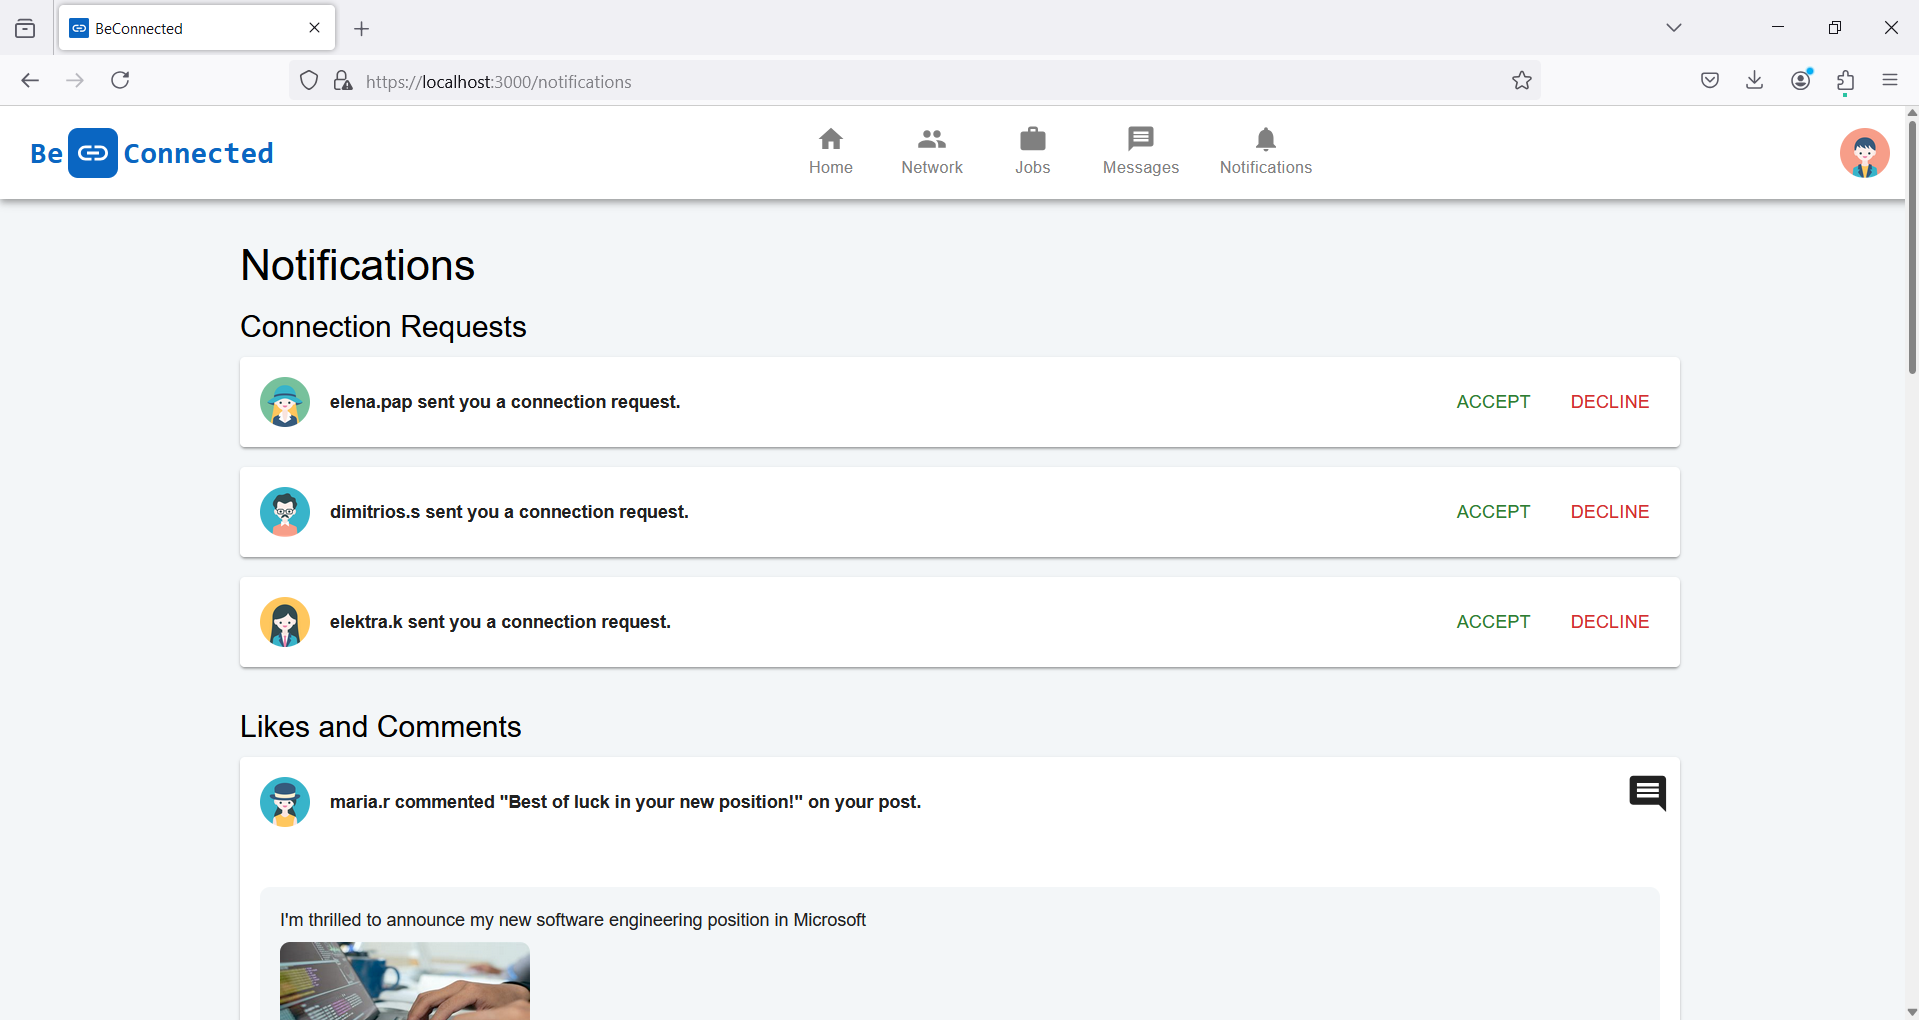 BeConnected
https://localhost:3000/notifications
Be Connected
Home Network Jobs Messages Notifications
Notifications
Connection Requests
elena.pap sent you a connection request. ACCEPT DECLINE
dimitrios.s sent you a connection request. ACCEPT DECLINE
elektra.k sent you a connection request. ACCEPT DECLINE
Likes and Comments
maria.r commented "Best of luck in your new position!" on your post.
I'm thrilled to announce my new software engineering position in Microsoft